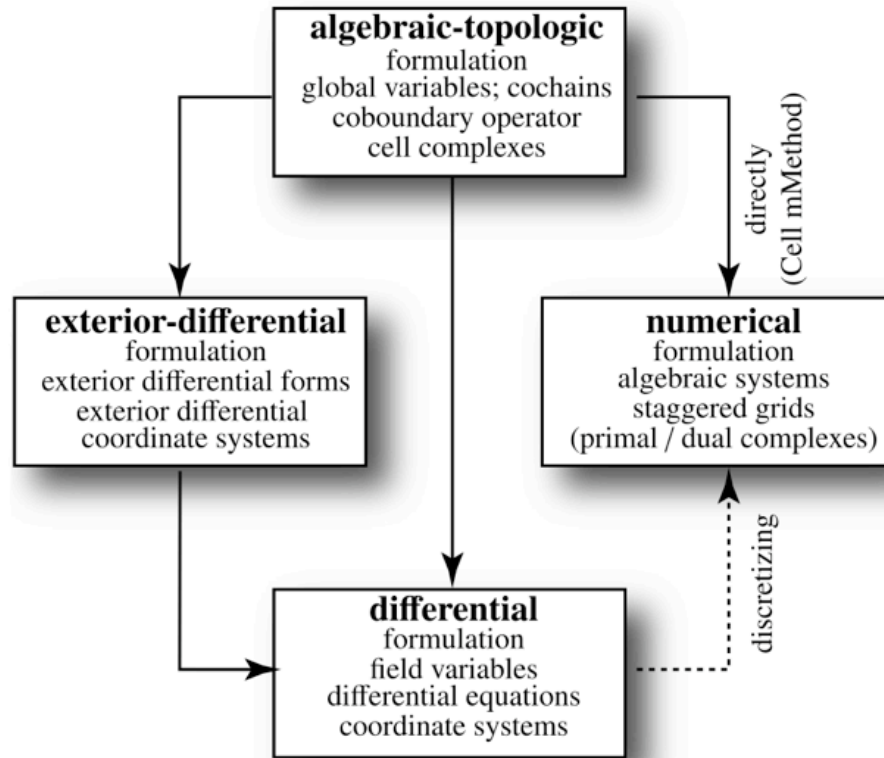 algebraic-topologic
formulation
global variables; cochains
coboundary operator
cell complexes
directly
(Cell mMethod)
exterior-differential
formulation
exterior differential forms
exterior differential
coordinate systems
numerical
formulation
algebraic systems
staggered grids
(primal / dual complexes)
differential
formulation
field variables
differential equations
coordinate systems
discretizing